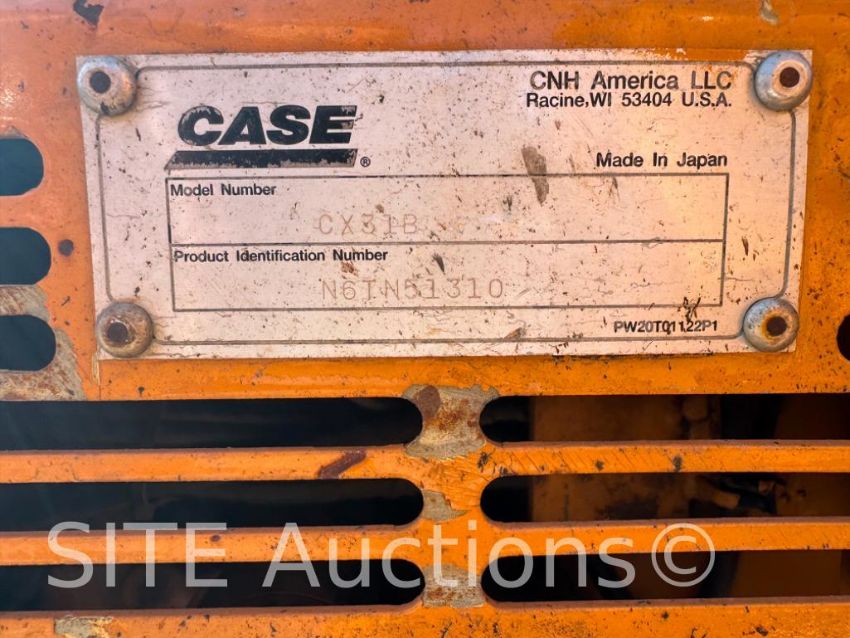 CNH America LLC
Racine,WI 53404 U.S.A.
CASE®
Made In Japan
Model Number
CX31B
Product Identification Number
N6TN51310
PW20T01122P1
SITE Auctions©